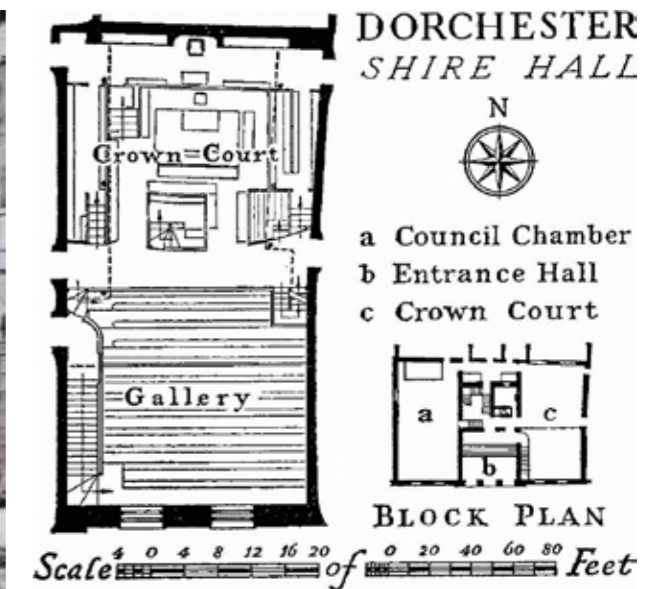 DORCHESTER
SHIRE HALL
N
Crown=Court
a Council Chamber
b Entrance Hall
c Crown Court
Gallery
a
c
b
BLOCK PLAN
Scale 4 0 4 8 12 16 20 of 0 20 40 60 80 Feet